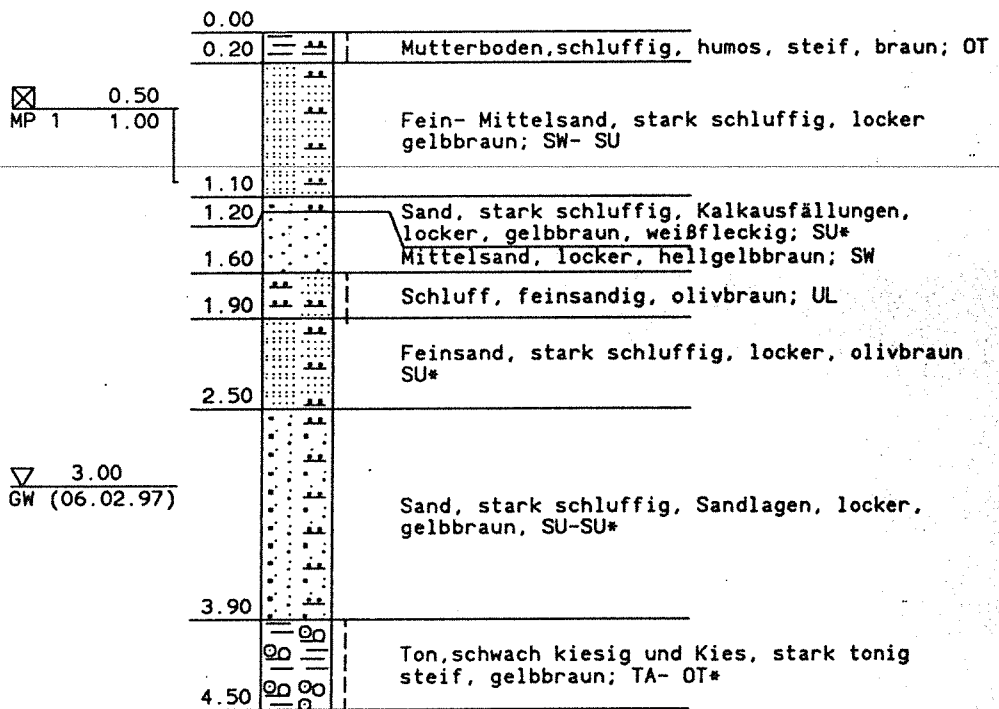 0.00
0.20 Mutterboden,schluffig, humos, steif, braun; OT
0.50
MP 1 1.00
Fein- Mittelsand, stark schluffig, locker
gelbbraun; SW- SU
1.10
1.20 Sand, stark schluffig, Kalkausfällungen,
locker, gelbbraun, weißfleckig; SU*
1.60 Mittelsand, locker, hellgelbbraun; SW
1.90 Schluff, feinsandig, olivbraun; UL
Feinsand, stark schluffig, locker, olivbraun
SU*
2.50
3.00
GW (06.02.97)
Sand, stark schluffig, Sandlagen, locker,
gelbbraun, SU-SU*
3.90
Ton,schwach kiesig und Kies, stark tonig
steif, gelbbraun; TA- OT*
4.50